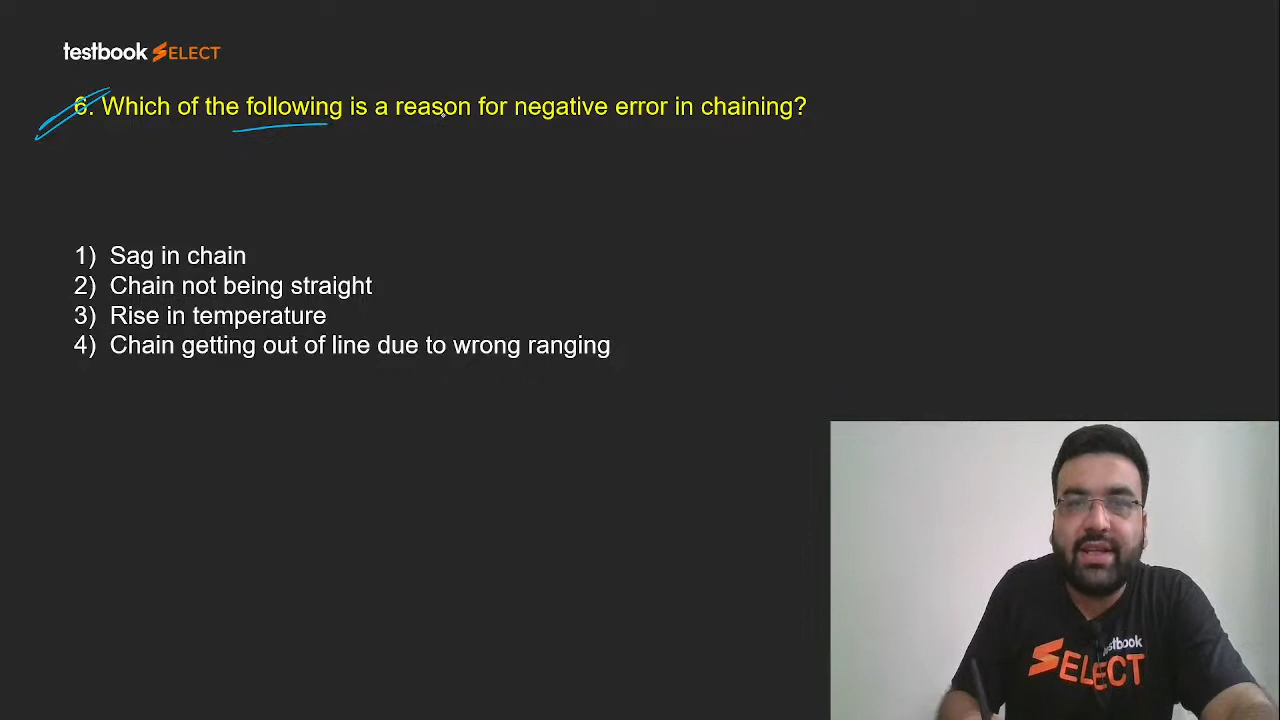 testbook SELECT
6. Which of the following is a reason for negative error in chaining?
1) Sag in chain
2) Chain not being straight
3) Rise in temperature
4) Chain getting out of line due to wrong ranging
testbook
SELECT